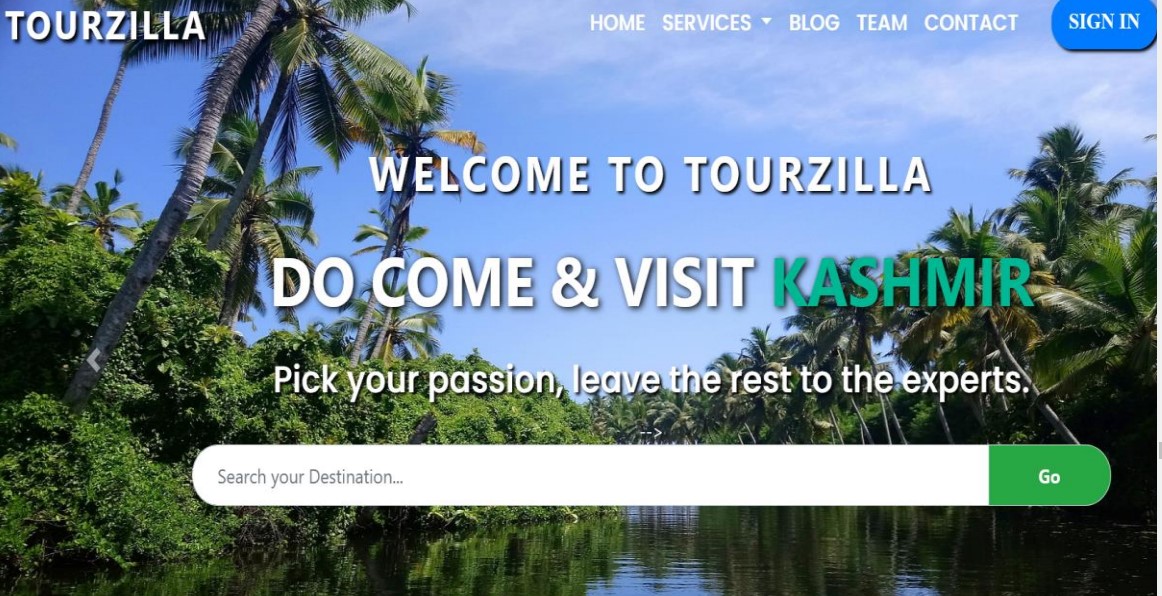 TOURZILLA
HOME SERVICES BLOG TEAM CONTACT SIGN IN
WELCOME TO TOURZILLA
DO COME & VISIT KASHMIR
Pick your passion, leave the rest to the experts.
-->
Search your Destination... Go